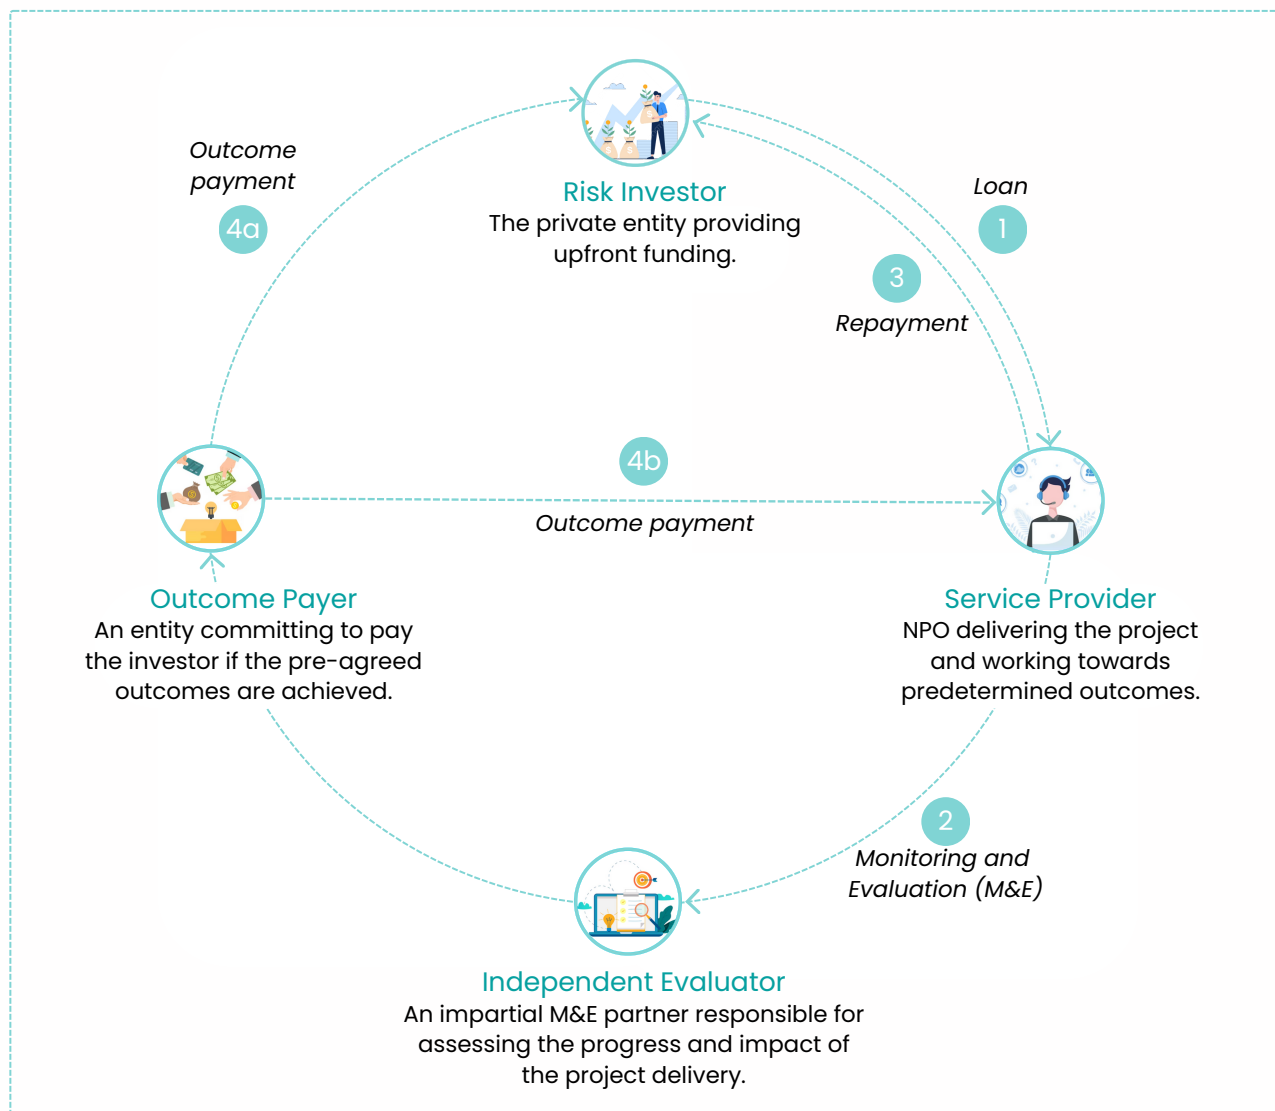 Outcome
payment
4a
Risk Investor
The private entity providing
upfront funding.
Loan
1
3
Repayment
4b
Outcome payment
Outcome Payer
An entity committing to pay
the investor if the pre-agreed
outcomes are achieved.
Service Provider
NPO delivering the project
and working towards
predetermined outcomes.
2
Monitoring and
Evaluation (M&E)
Independent Evaluator
An impartial M&E partner responsible for
assessing the progress and impact of
the project delivery.